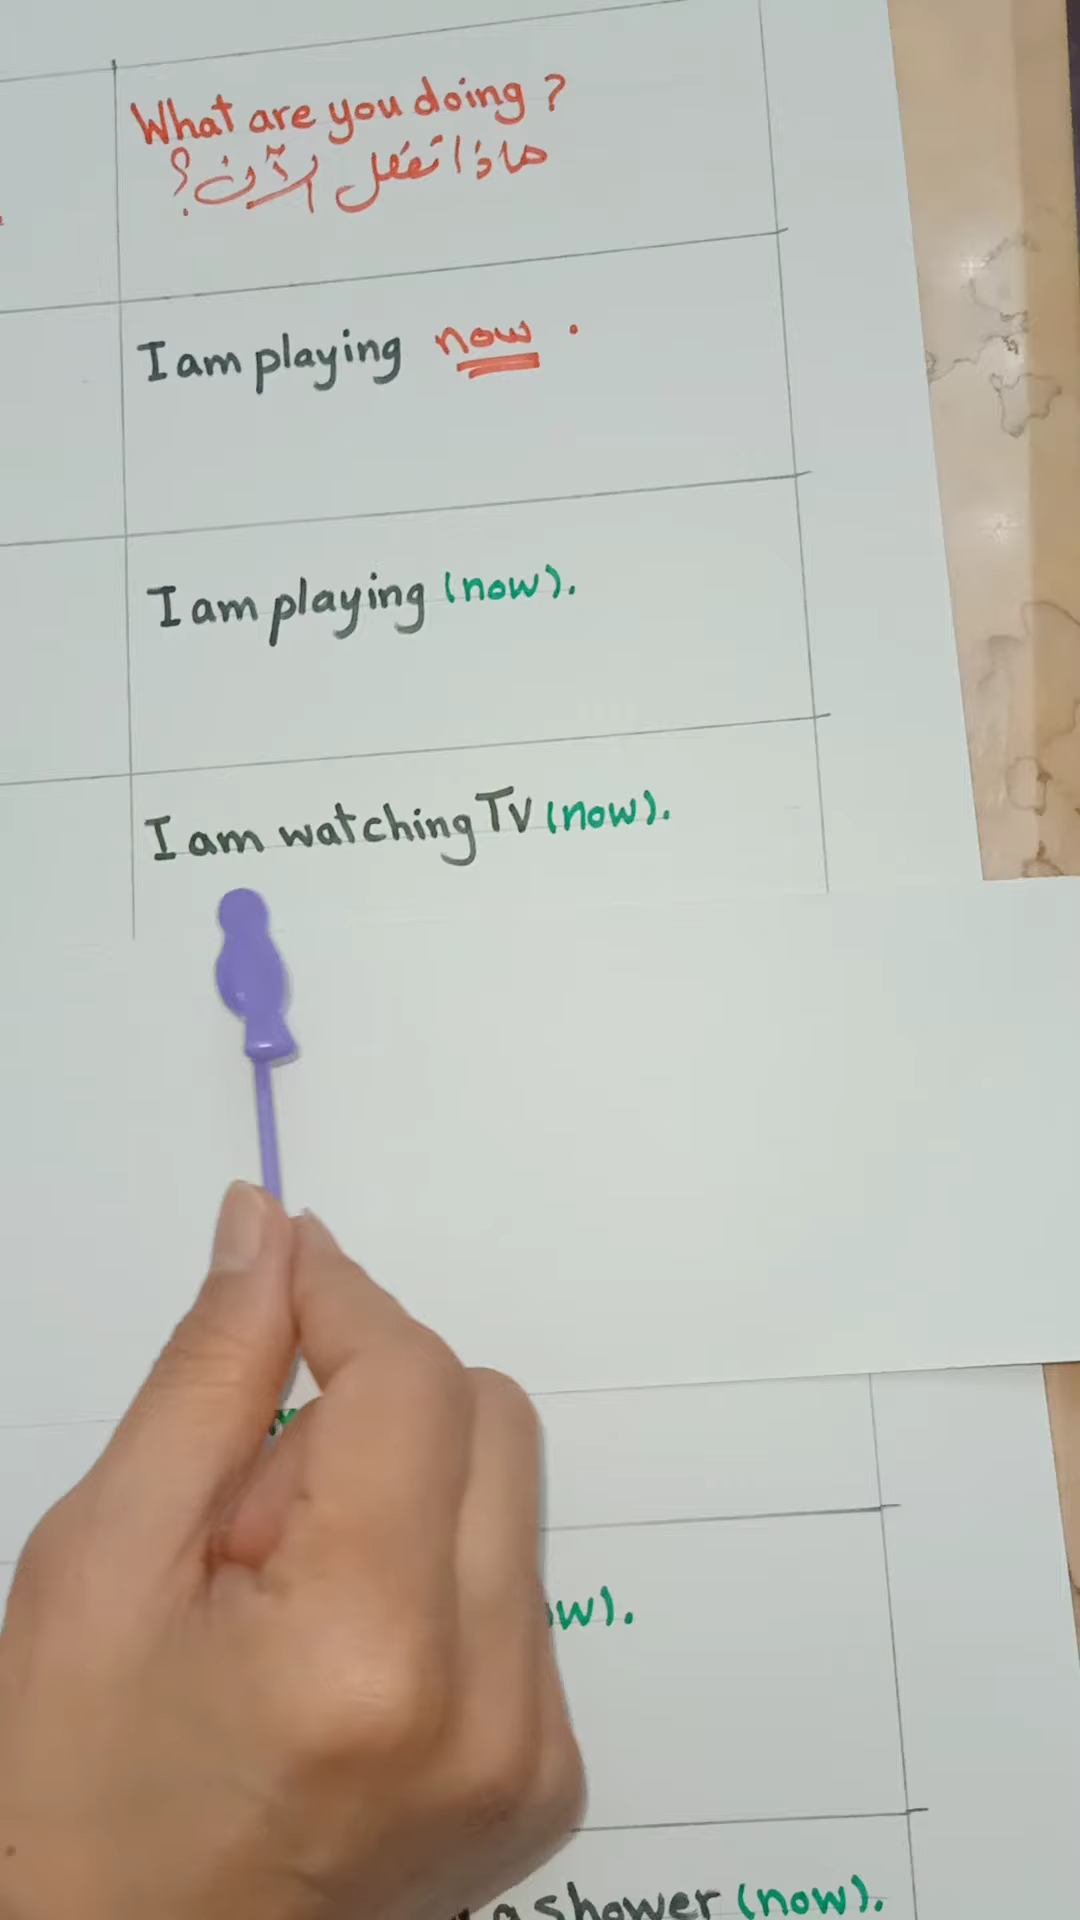 What are you doing ?
ماذا تفعل الآن ؟
I am playing now .
I am playing (now).
I am watching TV (now).
a shower (now).